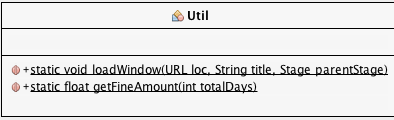 Util
+static void loadWindow(URL loc, String title, Stage parentStage)
+static float getFineAmount(int totalDays)